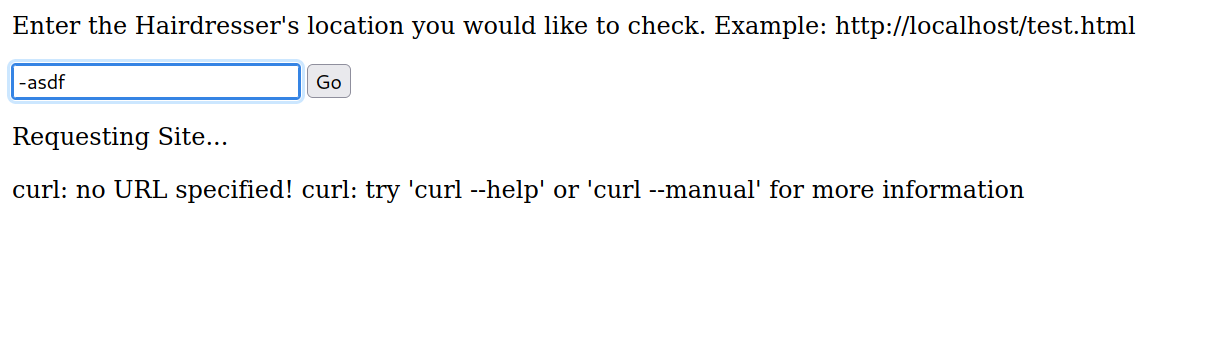 Enter the Hairdresser's location you would like to check. Example: http://localhost/test.html
-asdf Go
Requesting Site...
curl: no URL specified! curl: try 'curl --help' or 'curl --manual' for more information